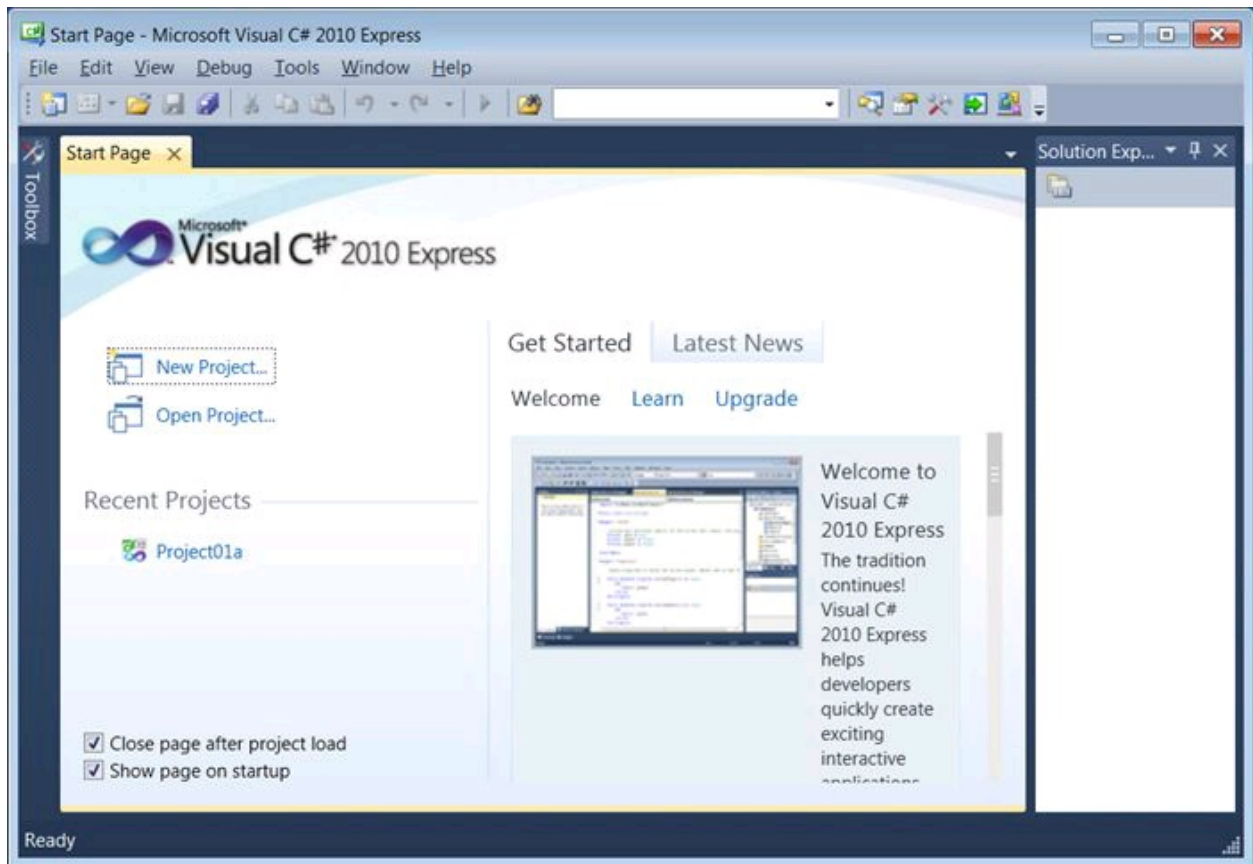 Start Page - Microsoft Visual C# 2010 Express
File Edit View Debug Tools Window Help
Toolbox
Start Page
Solution Exp...
Microsoft®
Visual C# 2010 Express
New Project...
Open Project...
Recent Projects
Project01a
Close page after project load
Show page on startup
Get Started Latest News
Welcome Learn Upgrade
Welcome to
Visual C#
2010 Express
The tradition
continues!
Visual C#
2010 Express
helps
developers
quickly create
exciting
interactive
applications
Ready